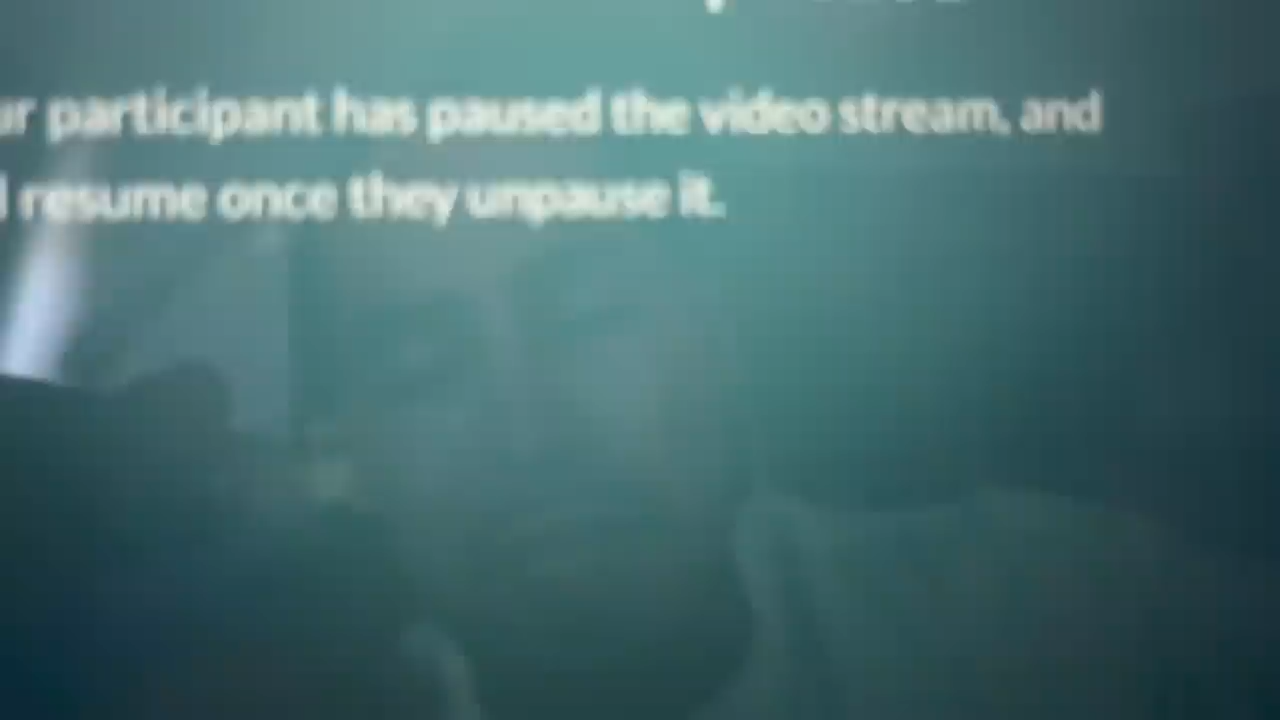 participant has paused the video stream, and
resume once they unpause it.